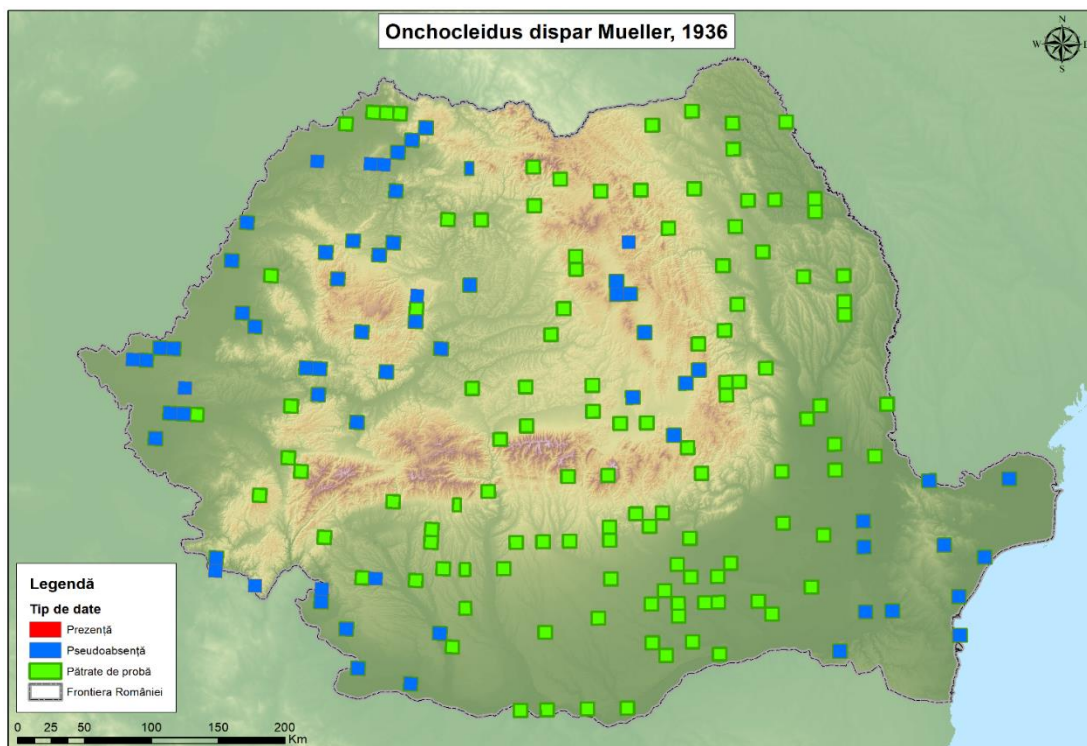 Onchocleidus dispar Mueller, 1936
N
W
E
S
Legendă
Tip de date
Prezență
Pseudoabsență
Pătrate de probă
Frontiera României
0 25 50 100 150 200
Km